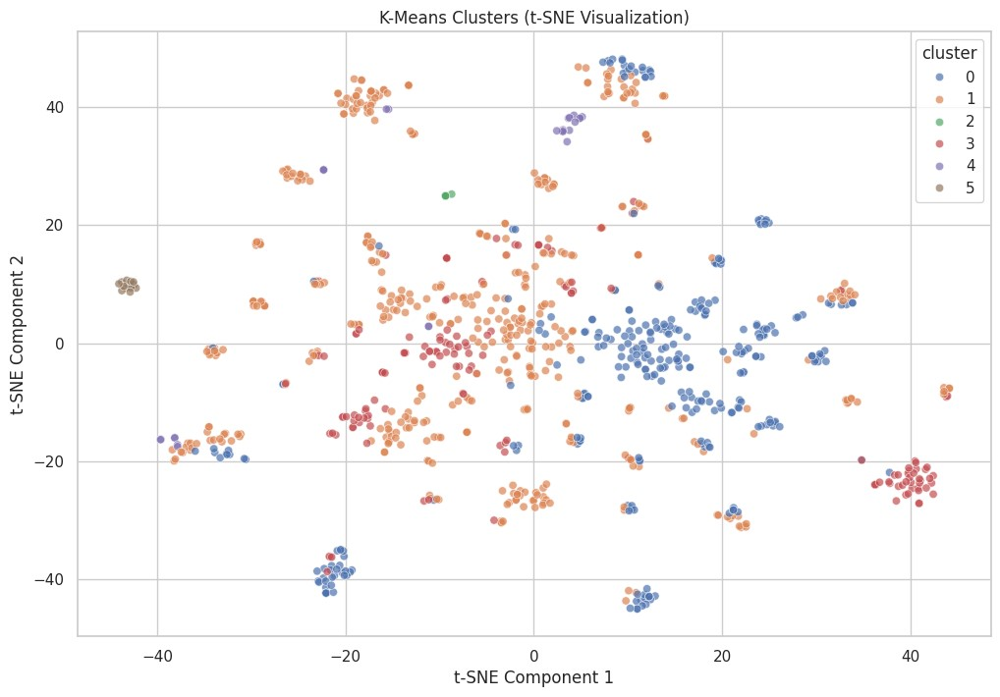 K-Means Clusters (t-SNE Visualization)
cluster
0
1
2
3
4
5
t-SNE Component 2
40
20
0
−20
−40
−40 −20 0 20 40
t-SNE Component 1